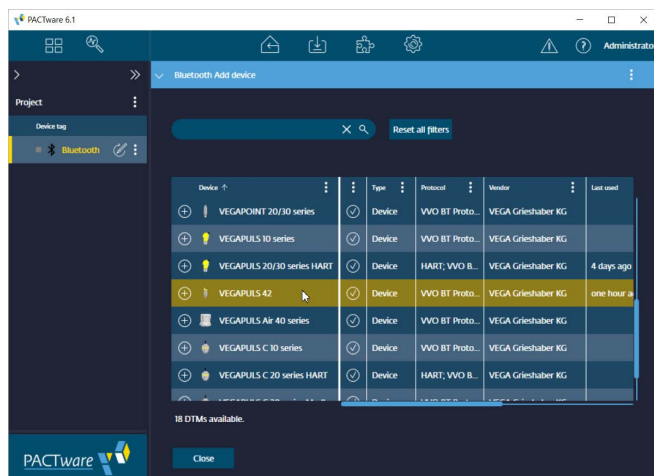 PACTware 6.1
Administrato
Bluetooth Add device
Project
Device tag
Bluetooth
Reset all filters
Device Type Protocol Vendor Last used
VEGAPOINT 20/30 series Device VVO BT Proto... VEGA Grieshaber KG
VEGAPULS 10 series Device VVO BT Proto... VEGA Grieshaber KG
VEGAPULS 20/30 series HART Device HART; VVO B... VEGA Grieshaber KG 4 days ago
VEGAPULS 42 Device VVO BT Proto... VEGA Grieshaber KG one hour a
VEGAPULS Air 40 series Device VVO BT Proto... VEGA Grieshaber KG
VEGAPULS C 10 series Device VVO BT Proto... VEGA Grieshaber KG
VEGAPULS C 20 series HART Device HART; VVO B... VEGA Grieshaber KG
18 DTMs available.
Close
PACTware